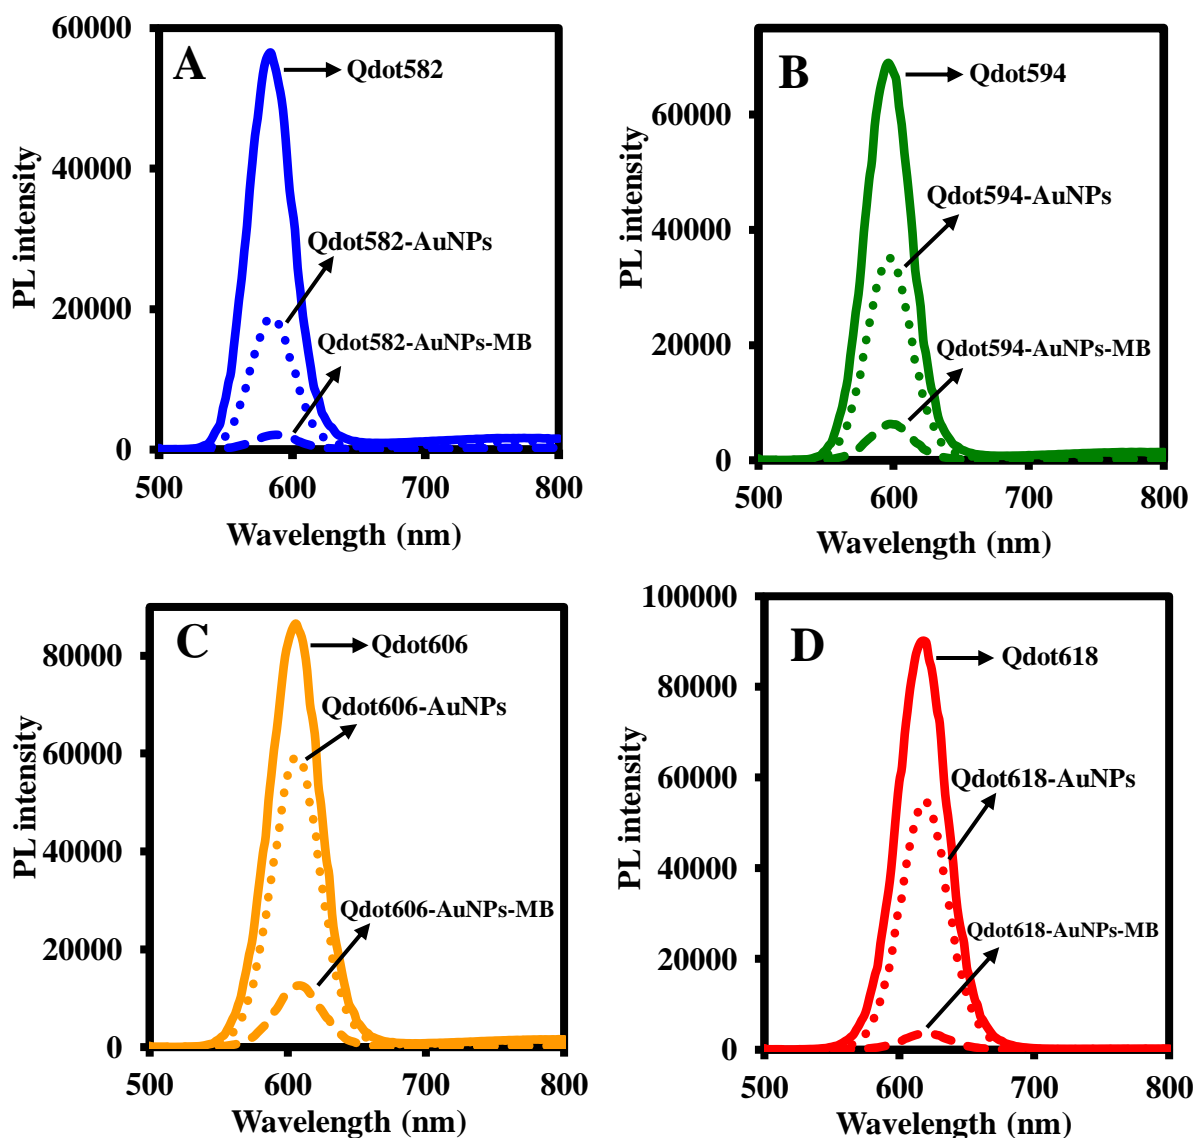 60000
A
Qdot582
40000
Qdot582-AuNPs
20000
Qdot582-AuNPs-MB
0
500 600 700 800
PL intensity
Wavelength (nm)
B
Qdot594
60000
Qdot594-AuNPs
40000
20000
Qdot594-AuNPs-MB
0
500 600 700 800
PL intensity
Wavelength (nm)
C
Qdot606
80000
Qdot606-AuNPs
60000
40000
Qdot606-AuNPs-MB
20000
0
500 600 700 800
PL intensity
Wavelength (nm)
100000
D
Qdot618
80000
Qdot618-AuNPs
60000
40000
Qdot618-AuNPs-MB
20000
0
500 600 700 800
PL intensity
Wavelength (nm)